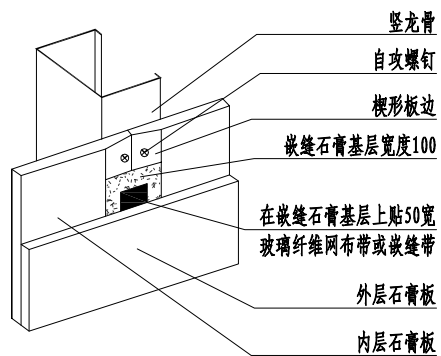 竖龙骨
自攻螺钉
楔形板边
嵌缝石膏基层宽度100
在嵌缝石膏基层上贴50宽
玻璃纤维网布带或嵌缝带
外层石膏板
内层石膏板